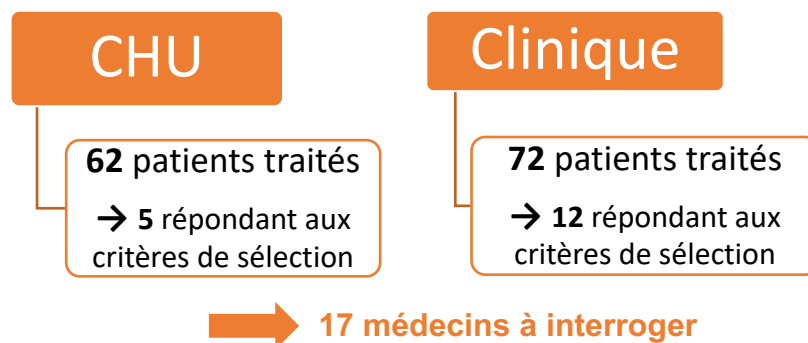 CHU
62 patients traités
→ 5 répondant aux
critères de sélection
Clinique
72 patients traités
→ 12 répondant aux
critères de sélection
17 médecins à interroger